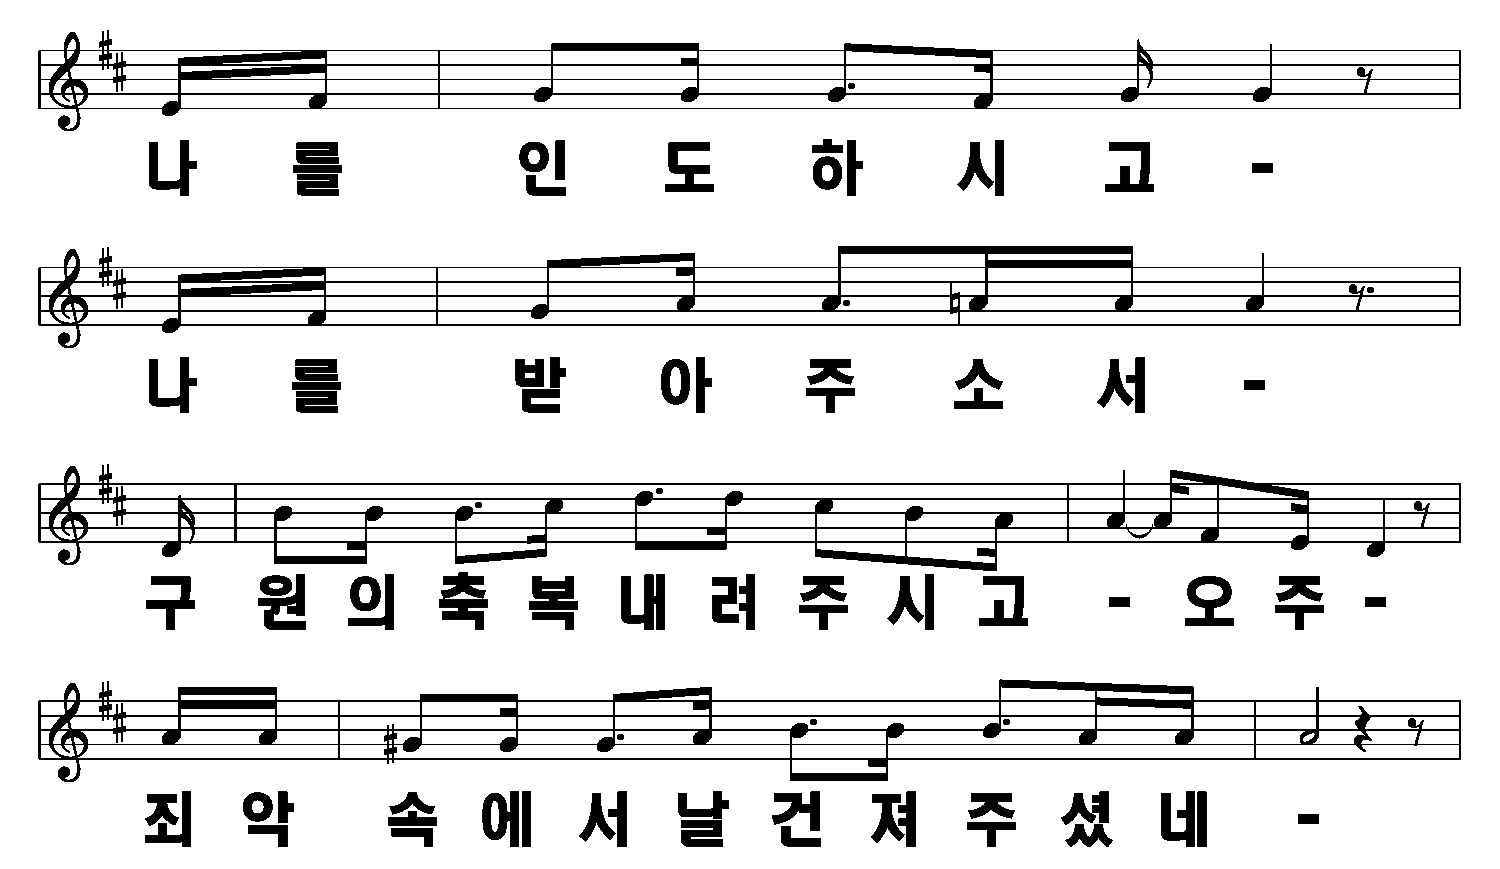 나 를 인 도 하 시 고 -
나 를 받 아 주 소 서 -
구 원 의 축 복 내 려 주 시 고 - 오 주 -
죄 악 속 에 서 날 건 져 주 셨 네 -